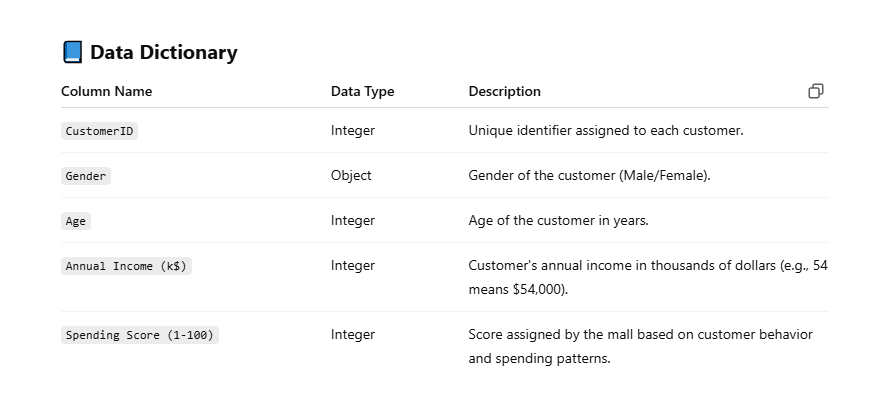 Data Dictionary
Column Name Data Type Description
CustomerID Integer Unique identifier assigned to each customer.
Gender Object Gender of the customer (Male/Female).
Age Integer Age of the customer in years.
Annual Income (k$) Integer Customer's annual income in thousands of dollars (e.g., 54
means $54,000).
Spending Score (1-100) Integer Score assigned by the mall based on customer behavior
and spending patterns.